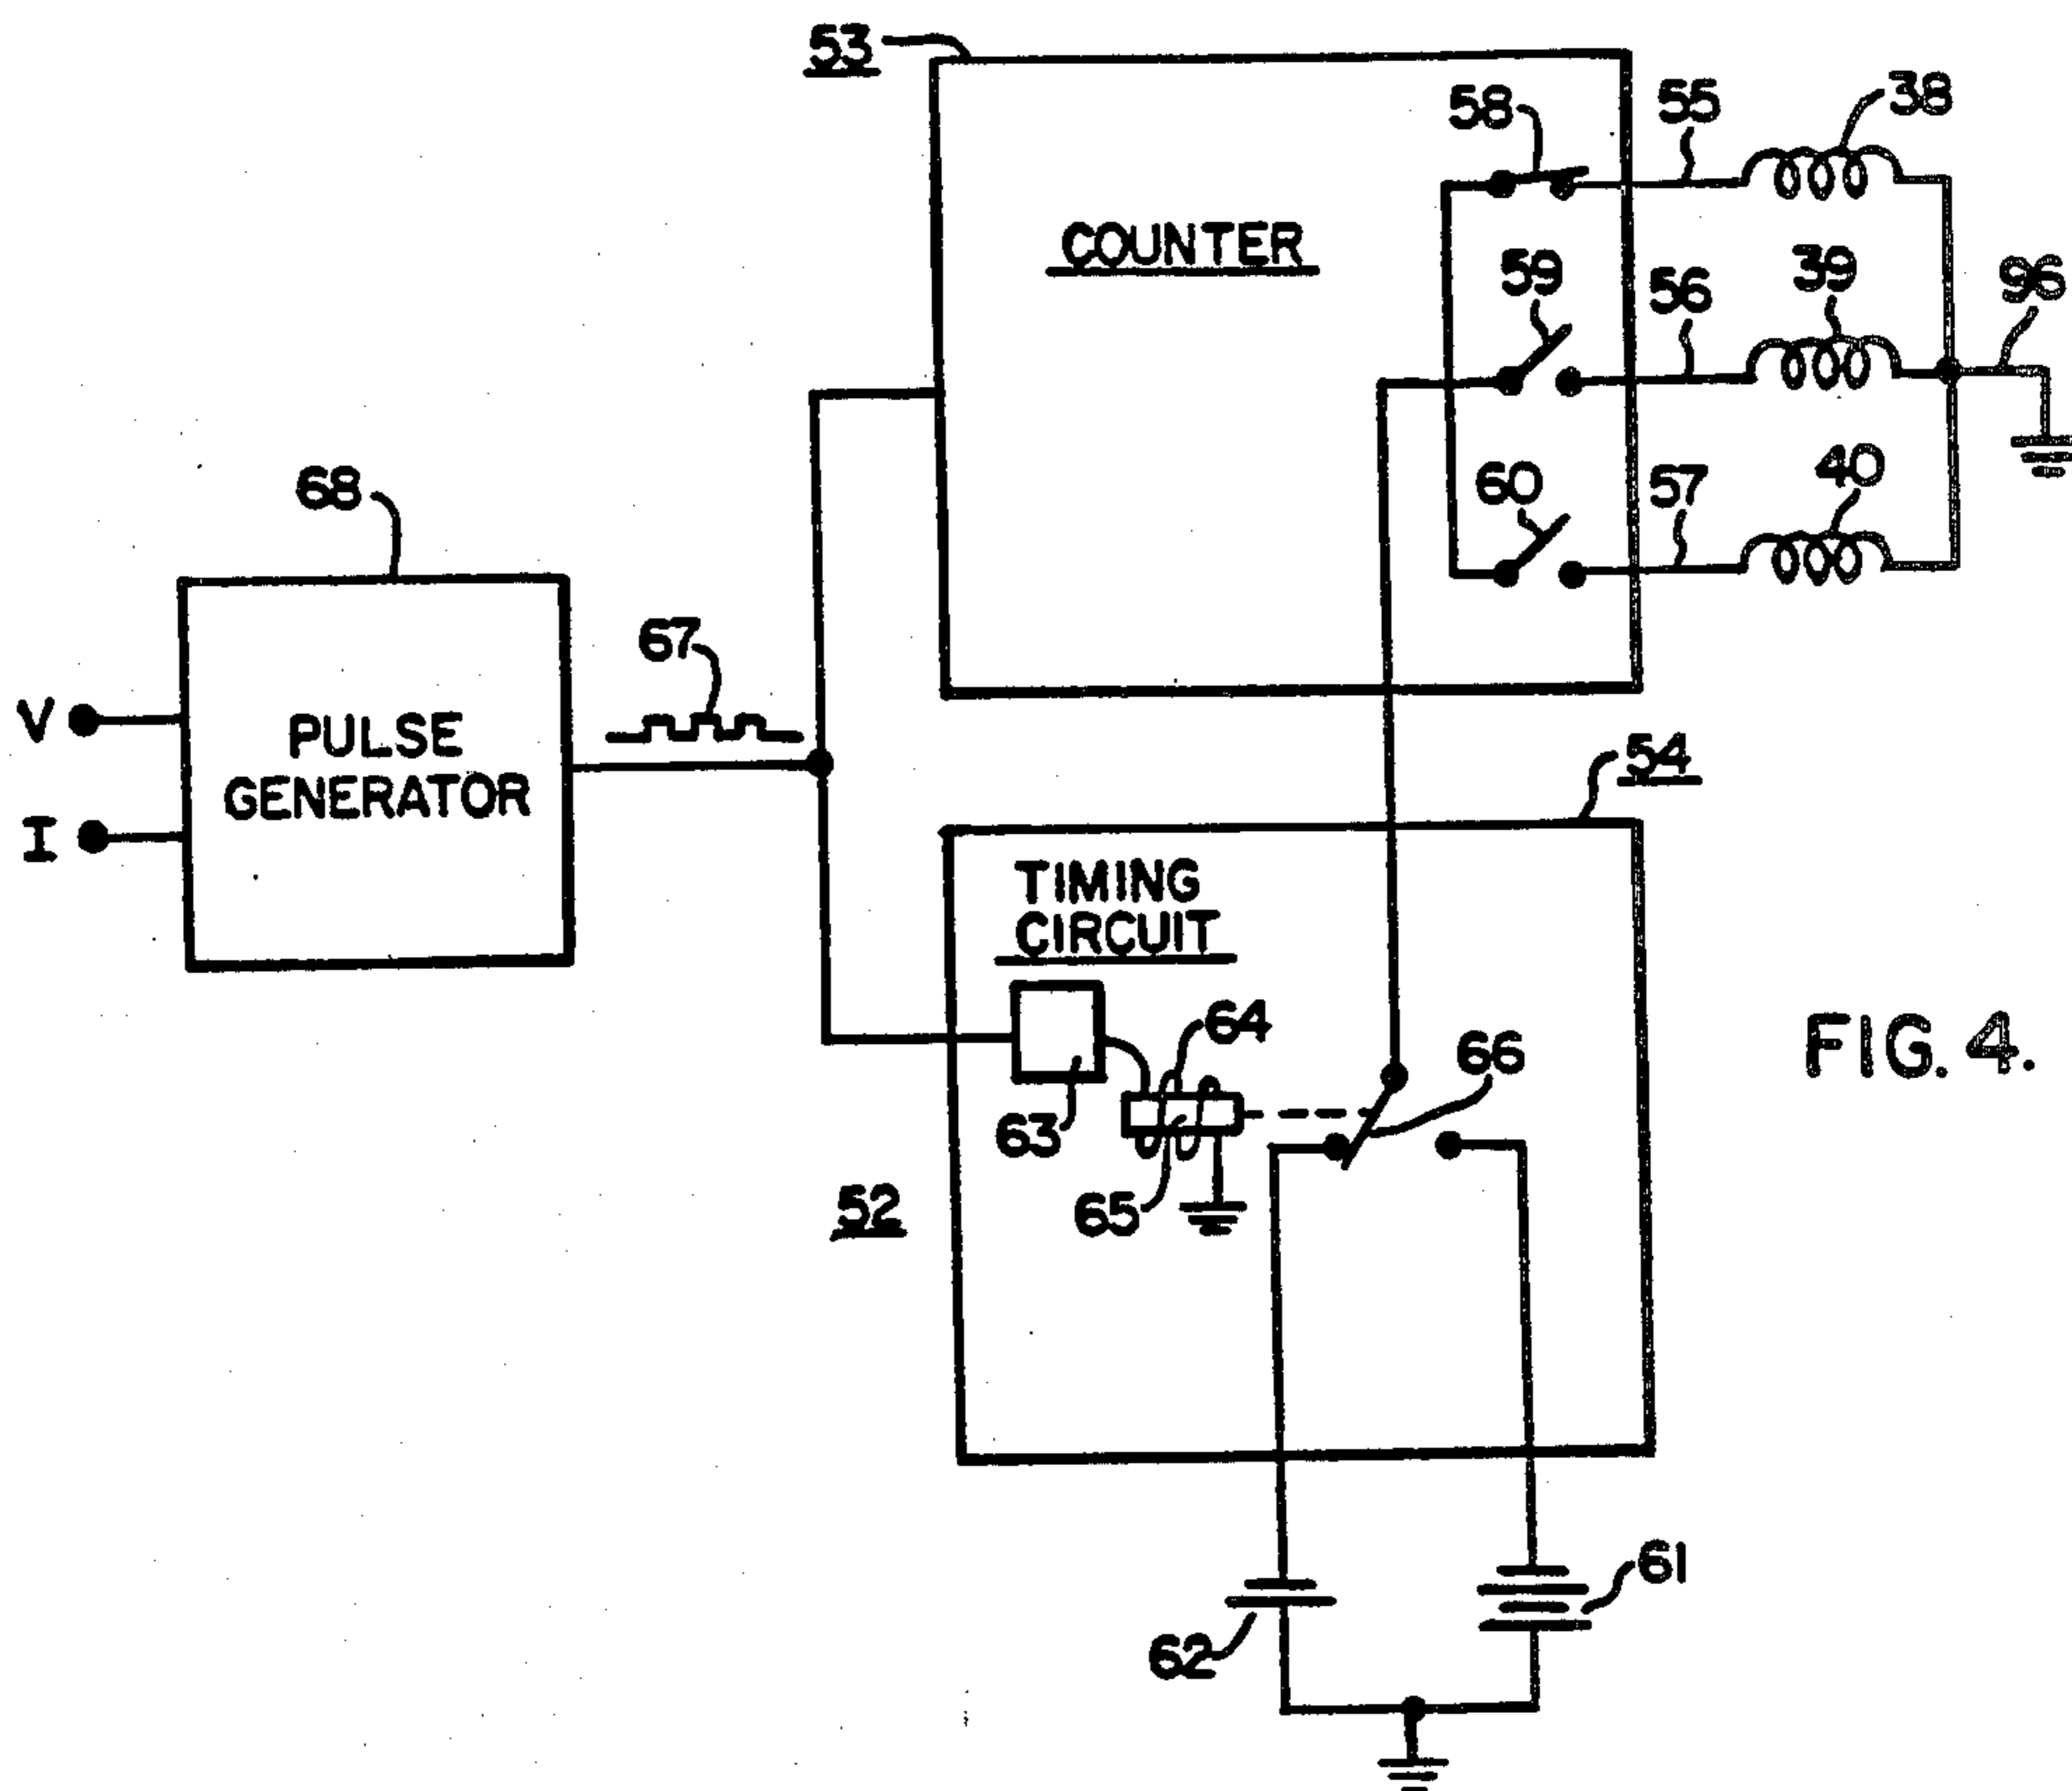 53
58
55
38
COUNTER
59
56
39
96
60
57
40
68
67
V
I
PULSE
GENERATOR
54
TIMING
CIRCUIT
64
66
63
65
52
FIG. 4.
61
62